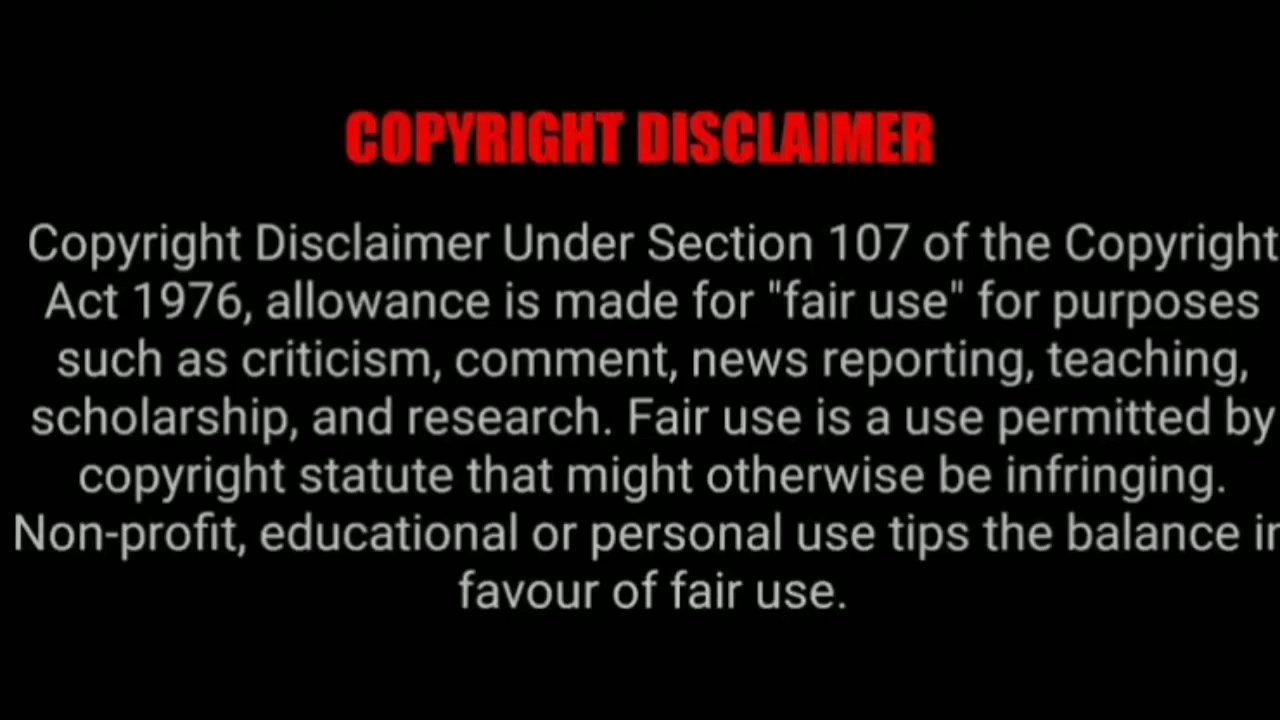 COPYRIGHT DISCLAIMER
Copyright Disclaimer Under Section 107 of the Copyright
Act 1976, allowance is made for "fair use" for purposes
such as criticism, comment, news reporting, teaching,
scholarship, and research. Fair use is a use permitted by
copyright statute that might otherwise be infringing.
Non-profit, educational or personal use tips the balance in
favour of fair use.